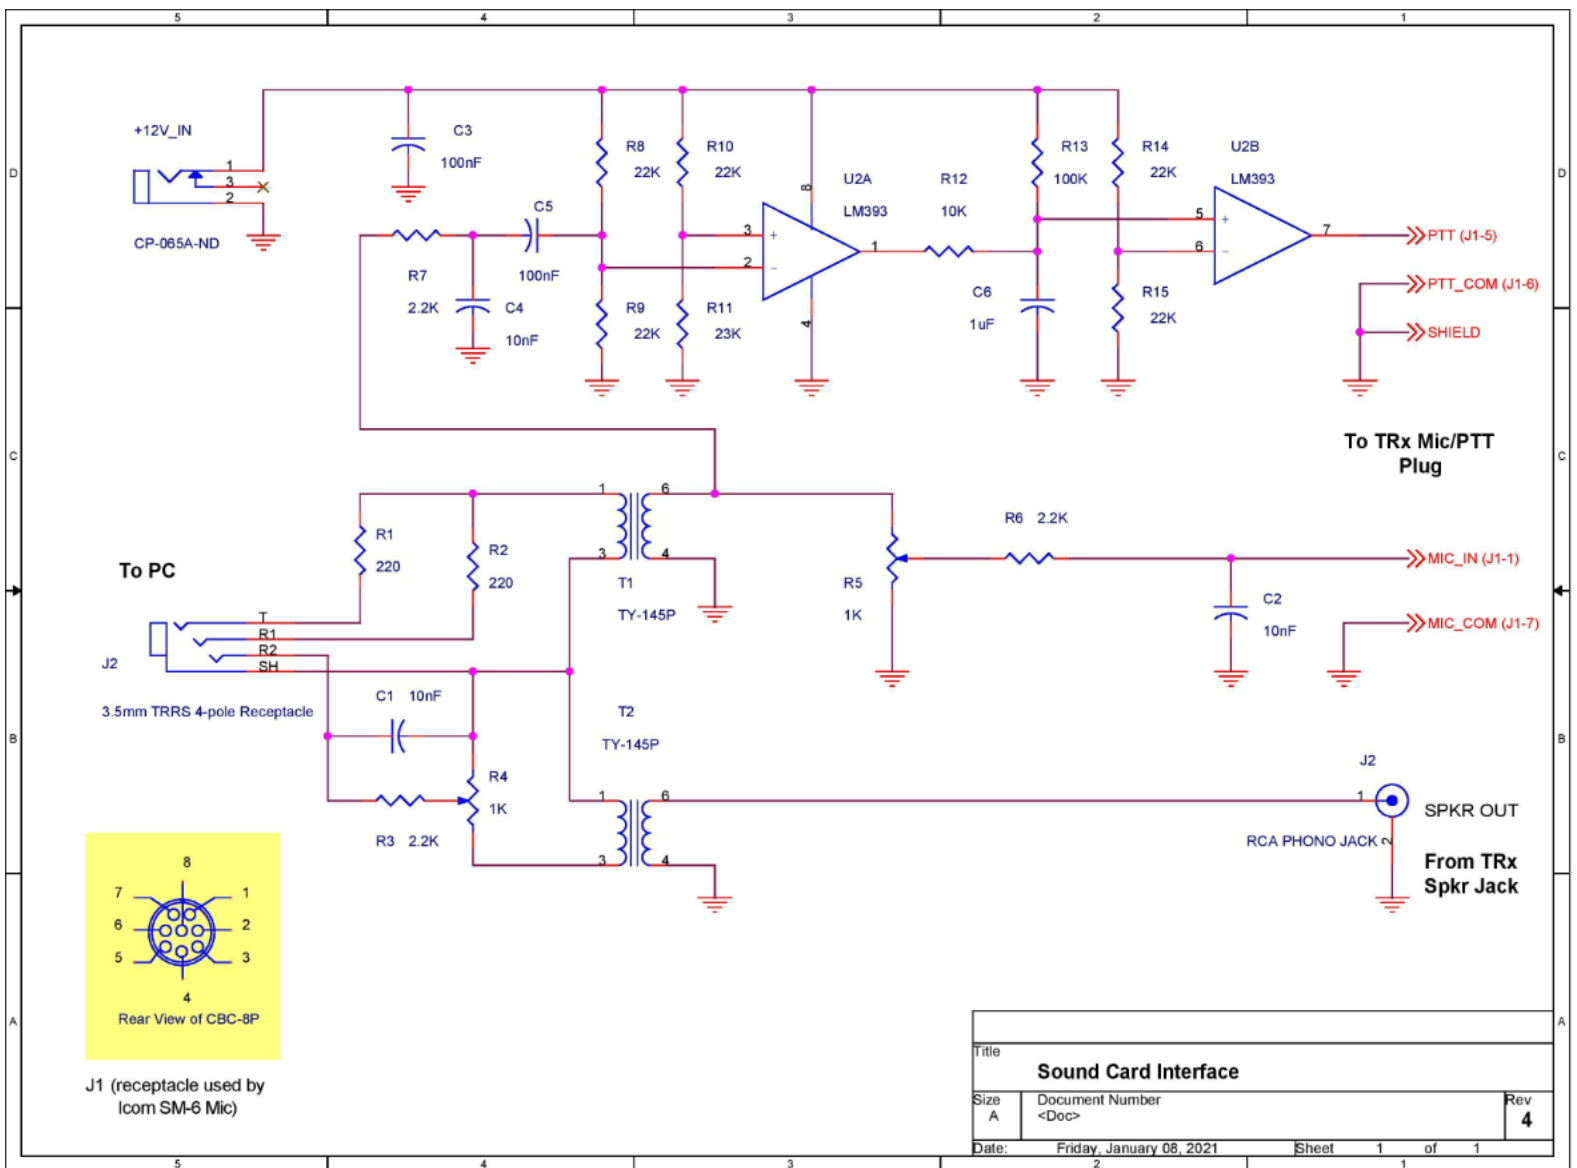 5 4 3 2 1
D
C
B
A
D
C
B
A
+12V_IN
1
3
2
CP-065A-ND
C3
100nF
R8
22K
R10
22K
U2A
LM393
8
3
+
2
-
1
4
R12
10K
R13
100K
R14
22K
U2B
LM393
5
+
6
-
7
PTT (J1-5)
PTT_COM (J1-6)
SHIELD
C5
100nF
R7
2.2K
C4
10nF
R9
22K
R11
23K
C6
1uF
R15
22K
To TRx Mic/PTT
Plug
R1
220
R2
220
1
3
6
4
T1
TY-145P
R5
1K
R6 2.2K
C2
10nF
MIC_IN (J1-1)
MIC_COM (J1-7)
To PC
T
R1
R2
SH
J2
3.5mm TRRS 4-pole Receptacle
C1 10nF
R4
1K
R3 2.2K
T2
TY-145P
1
3
6
4
J2
1
2
SPKR OUT
RCA PHONO JACK
From TRx
Spkr Jack
8
7
1
6
2
5
3
4
Rear View of CBC-8P
J1 (receptacle used by
Icom SM-6 Mic)
Title
Sound Card Interface
Size
A
Document Number
<Doc>
Rev
4
Date:
Friday, January 08, 2021
Sheet 1 of 1
5 4 3 2 1